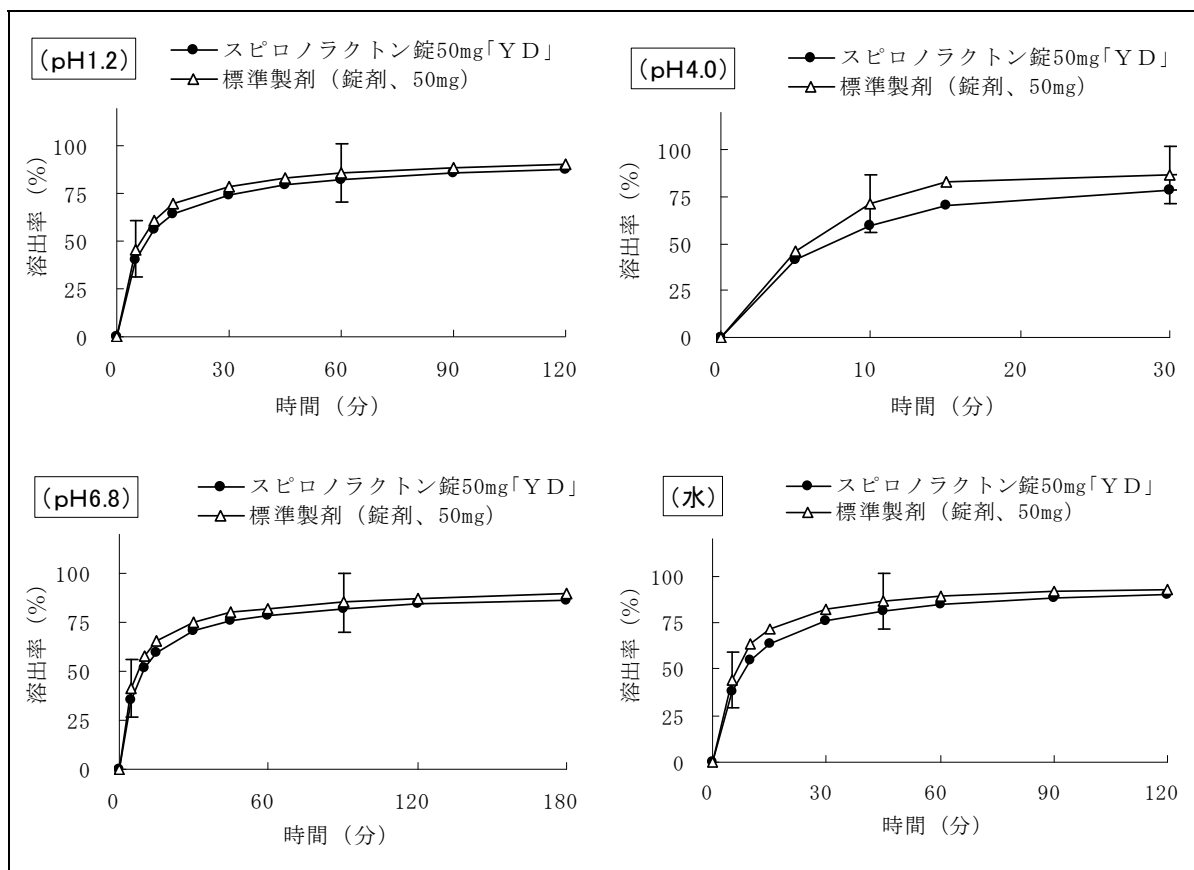 (pH1.2)
スピロノラクトン錠50mg「ＹＤ」
標準製剤 (錠剤、50mg)
溶出率 (%)
100
75
50
25
0
0 30 60 90 120
時間 (分)
(pH4.0)
スピロノラクトン錠50mg「ＹＤ」
標準製剤 (錠剤、50mg)
溶出率 (%)
100
75
50
25
0
0 10 20 30
時間 (分)
(pH6.8)
スピロノラクトン錠50mg「ＹＤ」
標準製剤 (錠剤、50mg)
溶出率 (%)
100
75
50
25
0
0 60 120 180
時間 (分)
(水)
スピロノラクトン錠50mg「ＹＤ」
標準製剤 (錠剤、50mg)
溶出率 (%)
100
75
50
25
0
0 30 60 90 120
時間 (分)